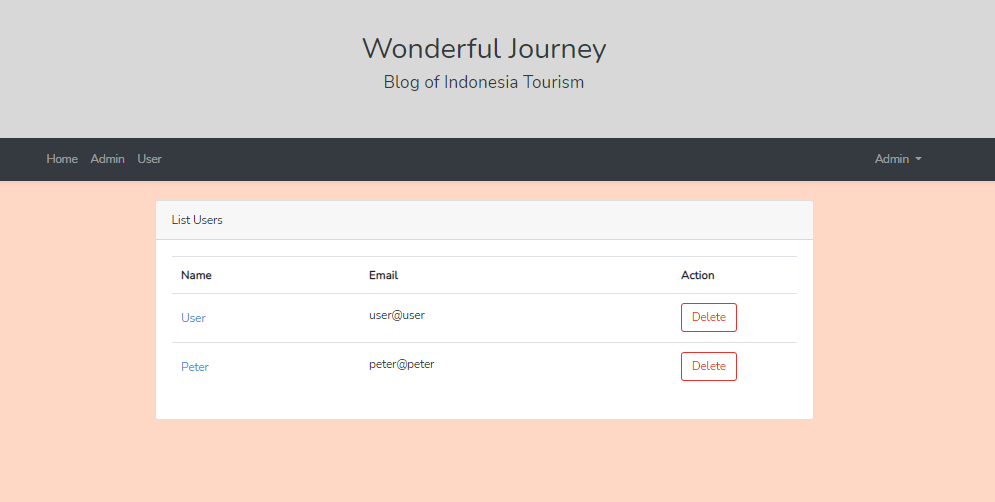 Wonderful Journey
Blog of Indonesia Tourism
Home Admin User Admin
List Users
Name Email Action
User user@user Delete
Peter peter@peter Delete